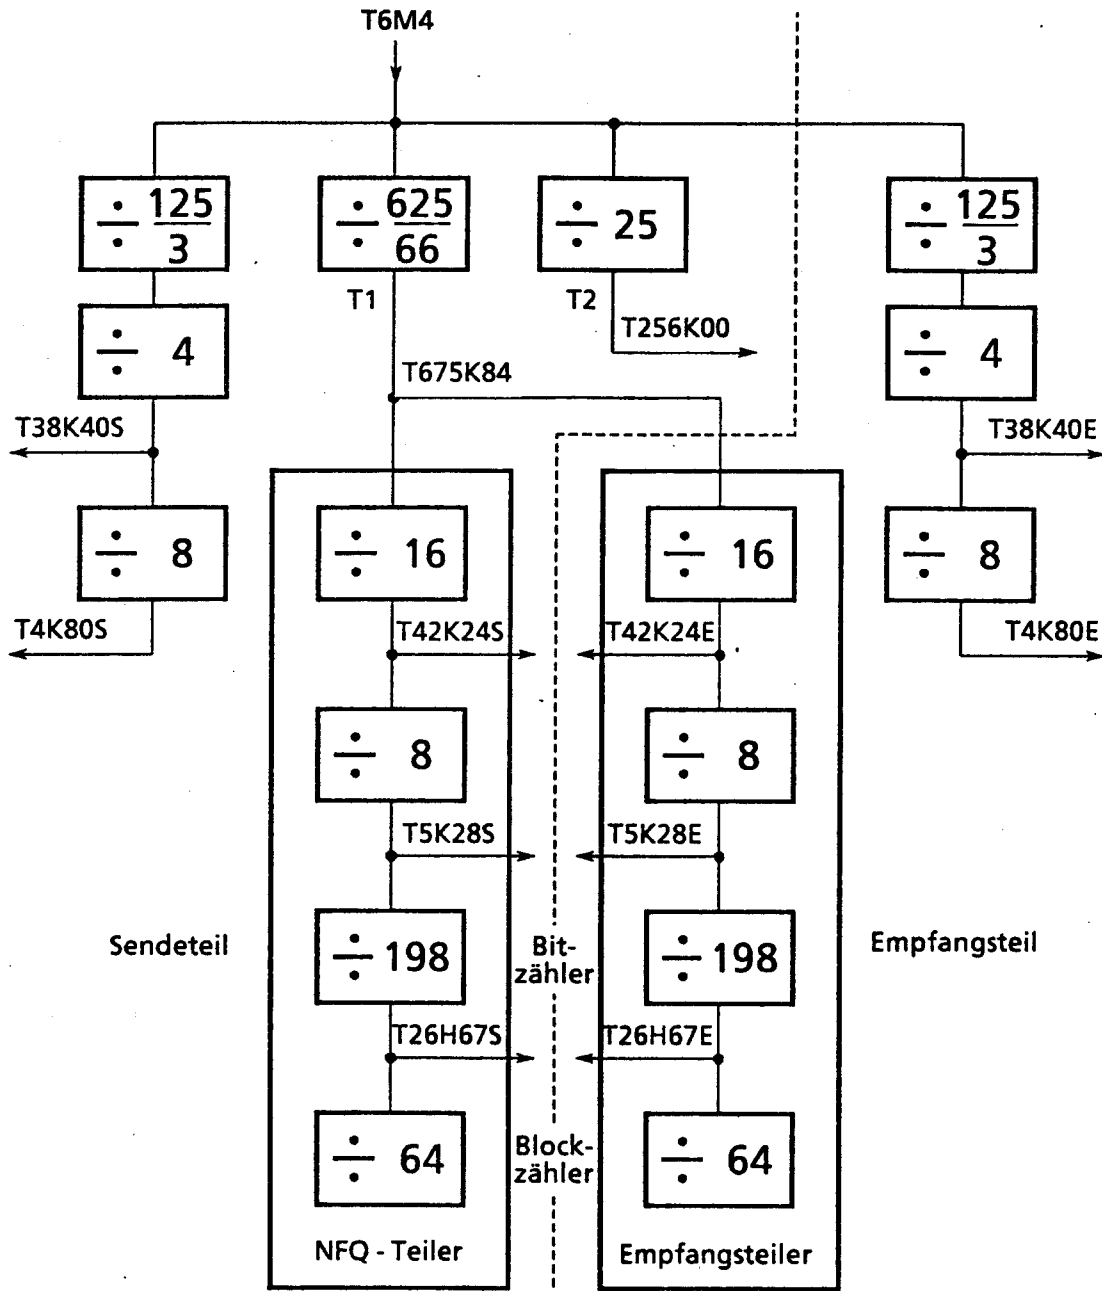 T6M4
÷ 125/3
÷ 625/66
÷ 25
÷ 125/3
T1
T2
T256K00
÷ 4
÷ 4
T675K84
T38K40S
T38K40E
÷ 8
÷ 16
÷ 16
÷ 8
T4K80S
T42K24S
T42K24E
T4K80E
÷ 8
÷ 8
T5K28S
T5K28E
Sendeteil
÷ 198
Bit-
zähler
÷ 198
Empfangsteil
T26H67S
T26H67E
÷ 64
Block-
zähler
÷ 64
NFQ - Teiler
Empfangsteiler